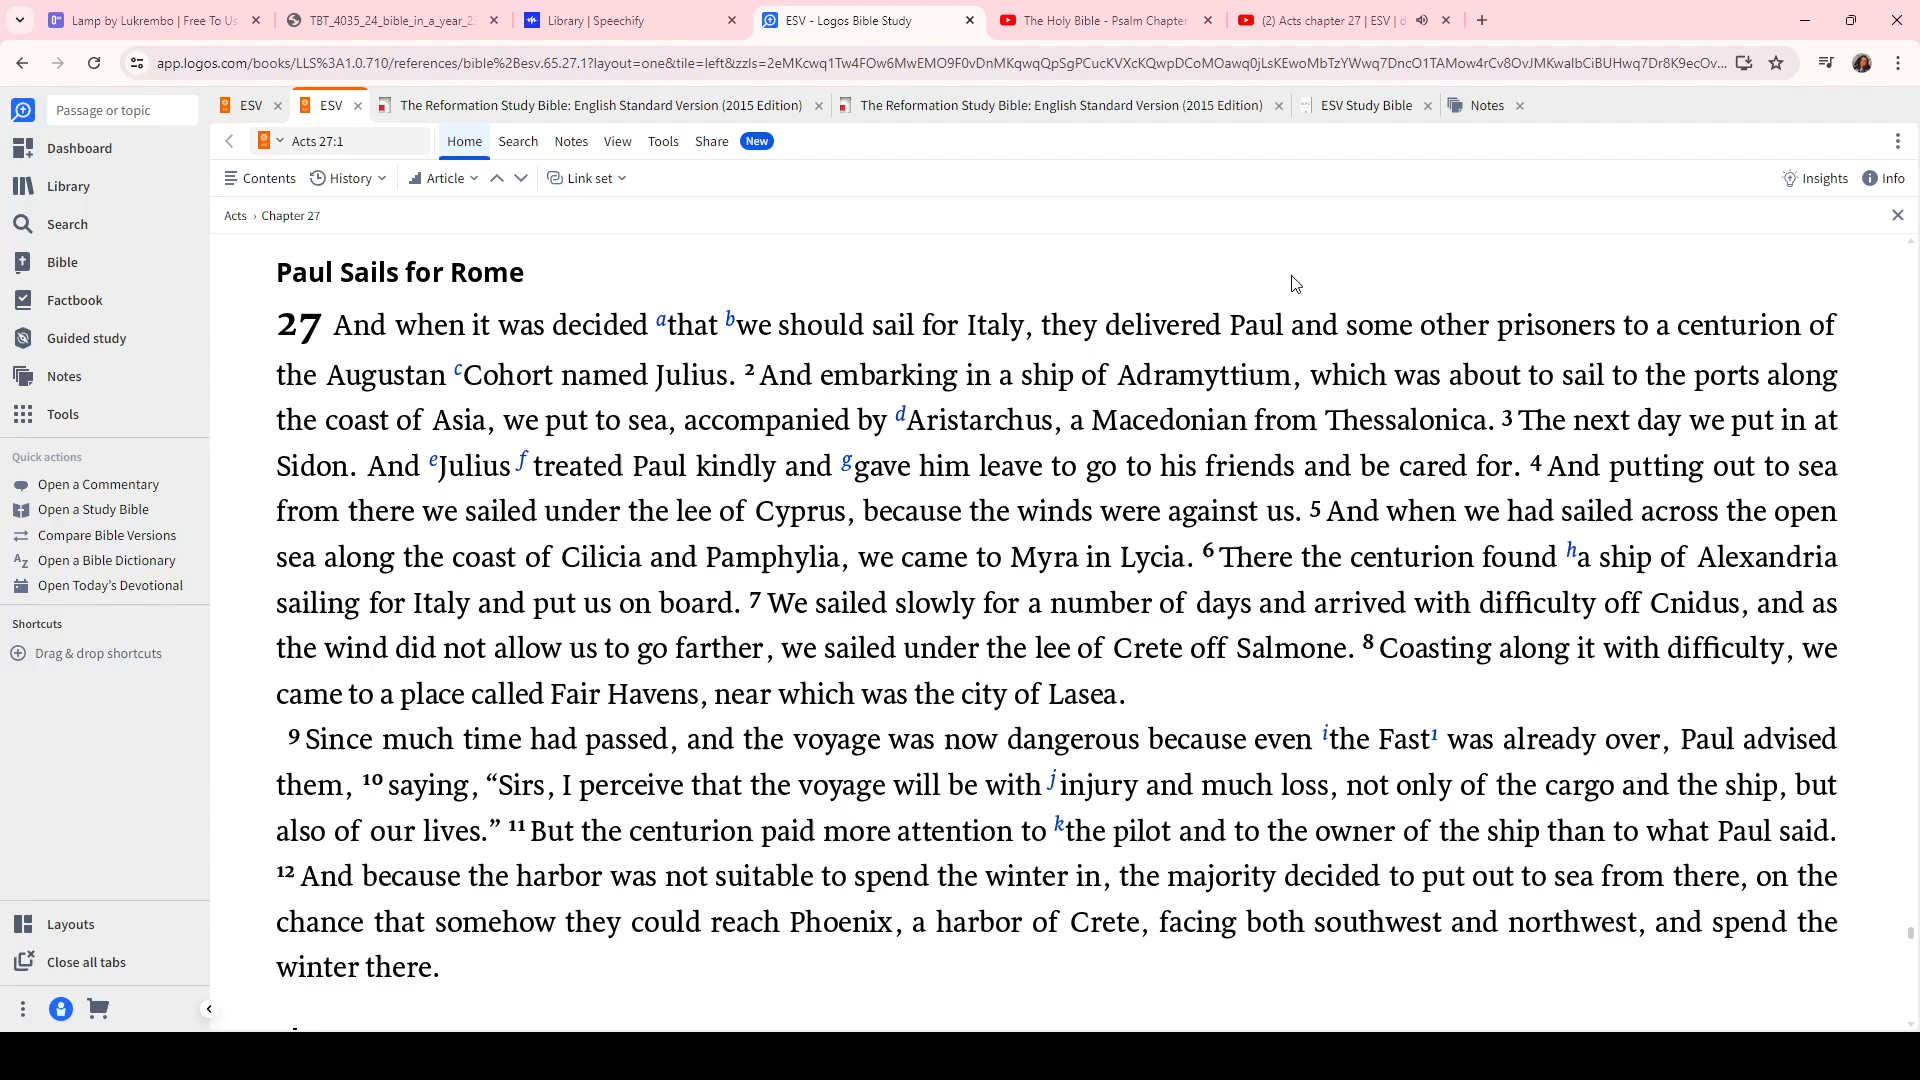 Lamp by Lukrembo | Free To Us
TBT_4035_24_bible_in_a_year_2
Library | Speechify
ESV - Logos Bible Study
The Holy Bible - Psalm Chapter
(2) Acts chapter 27 | ESV | d
app.logos.com/books/LLS%3A1.0.710/references/bible%2Besv.65.27.1?layout=one&tile=left&zzls=2eMKcwq1Tw4FOw6MwEMO9F0vDnMKqwqQpSgPCucKVXcKQwpDCoMOawq0jLsKEwoMbTzYWwq7DncO1TAMow4rCv8OvJMKwaIbCiBUHwq7Dr8K9ecOv...
Passage or topic
ESV
ESV
The Reformation Study Bible: English Standard Version (2015 Edition)
The Reformation Study Bible: English Standard Version (2015 Edition)
ESV Study Bible
Notes
Acts 27:1
Home Search Notes View Tools Share New
Contents History Article Link set Insights Info
Acts › Chapter 27
Dashboard
Library
Search
Bible
Factbook
Guided study
Notes
Tools
Quick actions
Open a Commentary
Open a Study Bible
Compare Bible Versions
Open a Bible Dictionary
Open Today's Devotional
Shortcuts
Drag & drop shortcuts
Layouts
Close all tabs
Paul Sails for Rome
27 And when it was decided a that b we should sail for Italy, they delivered Paul and some other prisoners to a centurion of
the Augustan c Cohort named Julius. 2 And embarking in a ship of Adramyttium, which was about to sail to the ports along
the coast of Asia, we put to sea, accompanied by d Aristarchus, a Macedonian from Thessalonica. 3 The next day we put in at
Sidon. And e Julius f treated Paul kindly and g gave him leave to go to his friends and be cared for. 4 And putting out to sea
from there we sailed under the lee of Cyprus, because the winds were against us. 5 And when we had sailed across the open
sea along the coast of Cilicia and Pamphylia, we came to Myra in Lycia. 6 There the centurion found h a ship of Alexandria
sailing for Italy and put us on board. 7 We sailed slowly for a number of days and arrived with difficulty off Cnidus, and as
the wind did not allow us to go farther, we sailed under the lee of Crete off Salmone. 8 Coasting along it with difficulty, we
came to a place called Fair Havens, near which was the city of Lasea.
9 Since much time had passed, and the voyage was now dangerous because even i the Fast 1 was already over, Paul advised
them, 10 saying, “Sirs, I perceive that the voyage will be with j injury and much loss, not only of the cargo and the ship, but
also of our lives.” 11 But the centurion paid more attention to k the pilot and to the owner of the ship than to what Paul said.
12 And because the harbor was not suitable to spend the winter in, the majority decided to put out to sea from there, on the
chance that somehow they could reach Phoenix, a harbor of Crete, facing both southwest and northwest, and spend the
winter there.